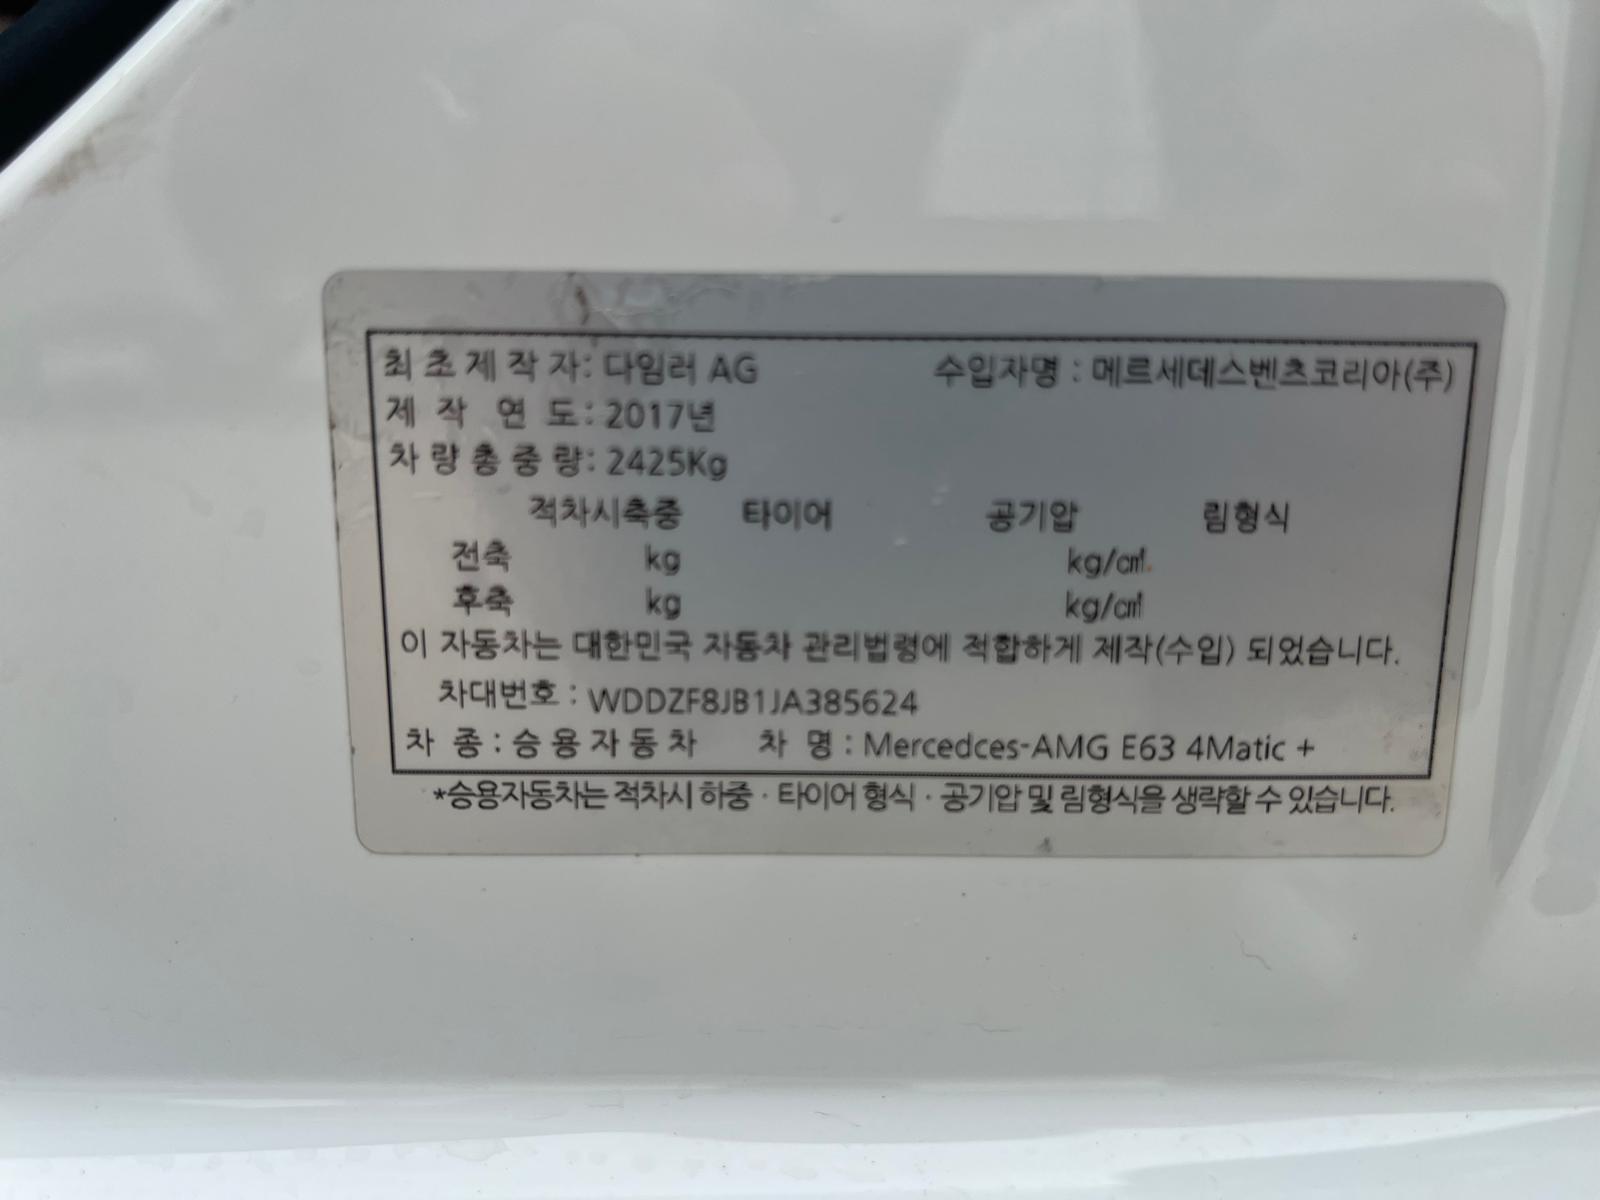 최초제작자: 다임러 AG 수입자명 : 메르세데스벤츠코리아(주)
제 작 연 도: 2017년
차량총중량: 2425Kg
적차시축중 타이어 공기압 림형식
전축 kg kg/㎠
후축 kg kg/㎠
이 자동차는 대한민국 자동차 관리법령에 적합하게 제작(수입) 되었습니다.
차대번호 : WDDZF8JB1JA385624
차 종 : 승용자동차 차 명 : Mercedces-AMG E63 4Matic +
*승용자동차는 적차시 하중 · 타이어 형식 · 공기압 및 림형식을 생략할 수 있습니다.